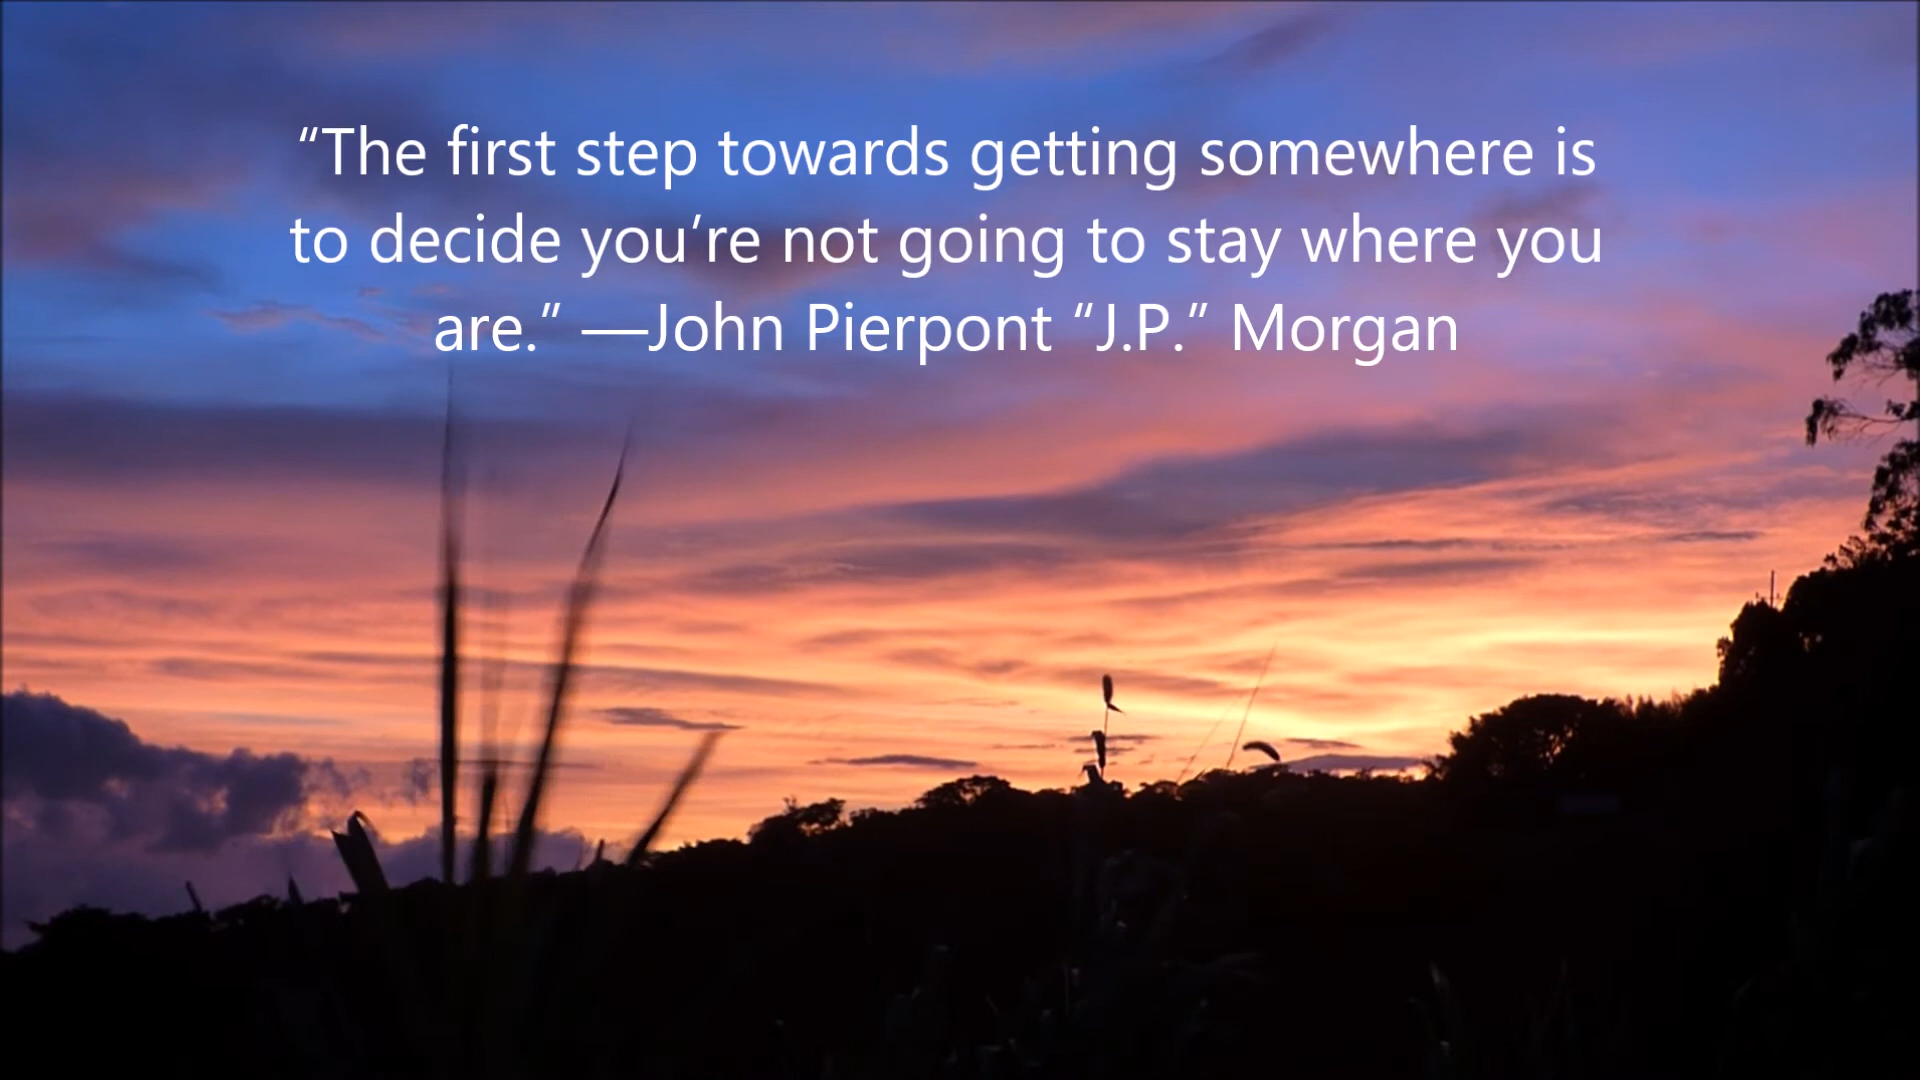 “The first step towards getting somewhere is
to decide you’re not going to stay where you
are.” —John Pierpont “J.P.” Morgan